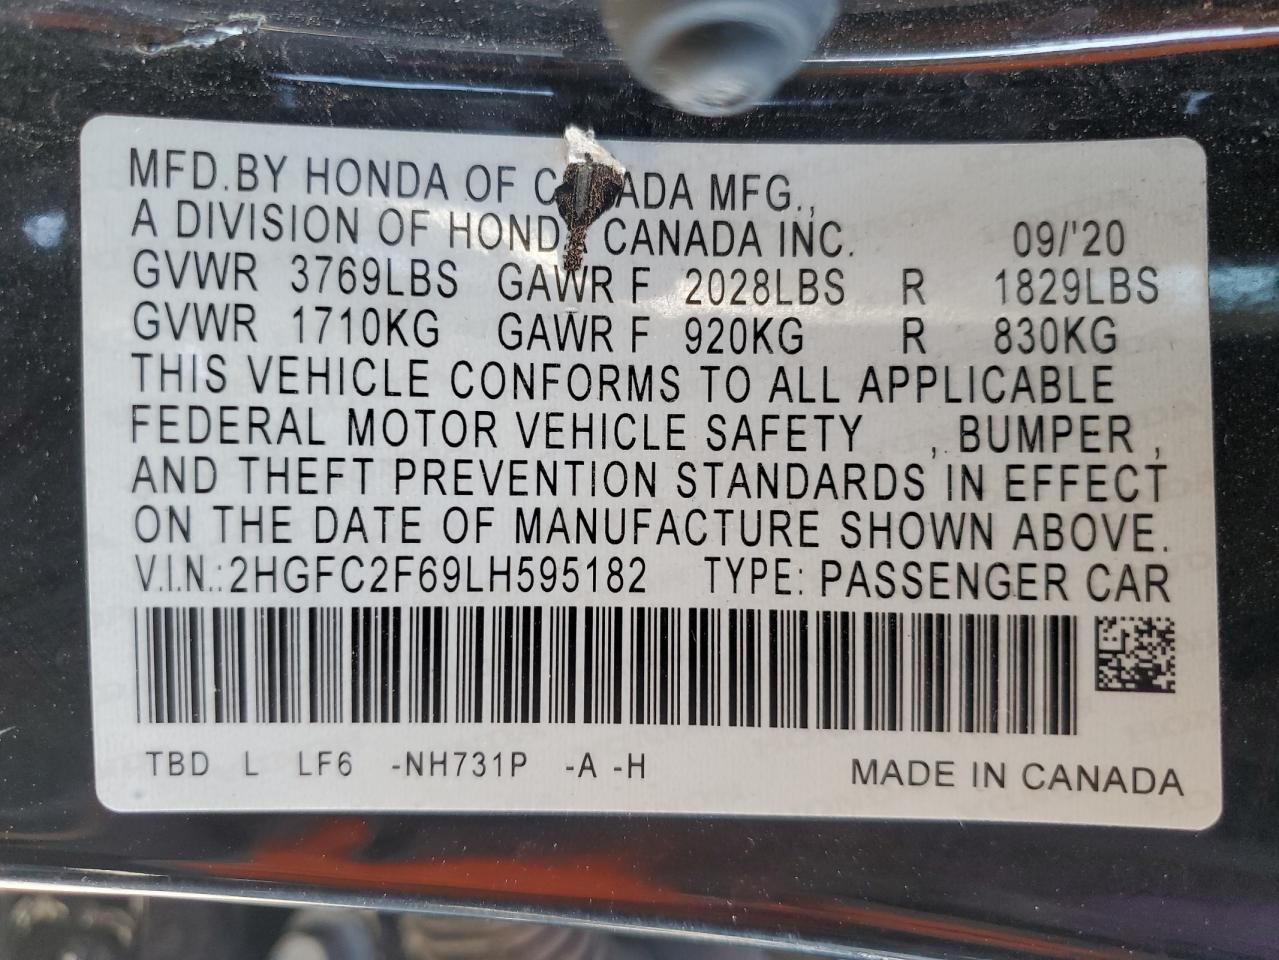 MFD.BY HONDA OF CANADA MFG.,
A DIVISION OF HONDA CANADA INC. 09/'20
GVWR 3769LBS GAWR F 2028LBS R 1829LBS
GVWR 1710KG GAWR F 920KG R 830KG
THIS VEHICLE CONFORMS TO ALL APPLICABLE
FEDERAL MOTOR VEHICLE SAFETY , BUMPER ,
AND THEFT PREVENTION STANDARDS IN EFFECT
ON THE DATE OF MANUFACTURE SHOWN ABOVE.
V.I.N.:2HGFC2F69LH595182 TYPE: PASSENGER CAR
TBD L LF6 -NH731P -A -H MADE IN CANADA